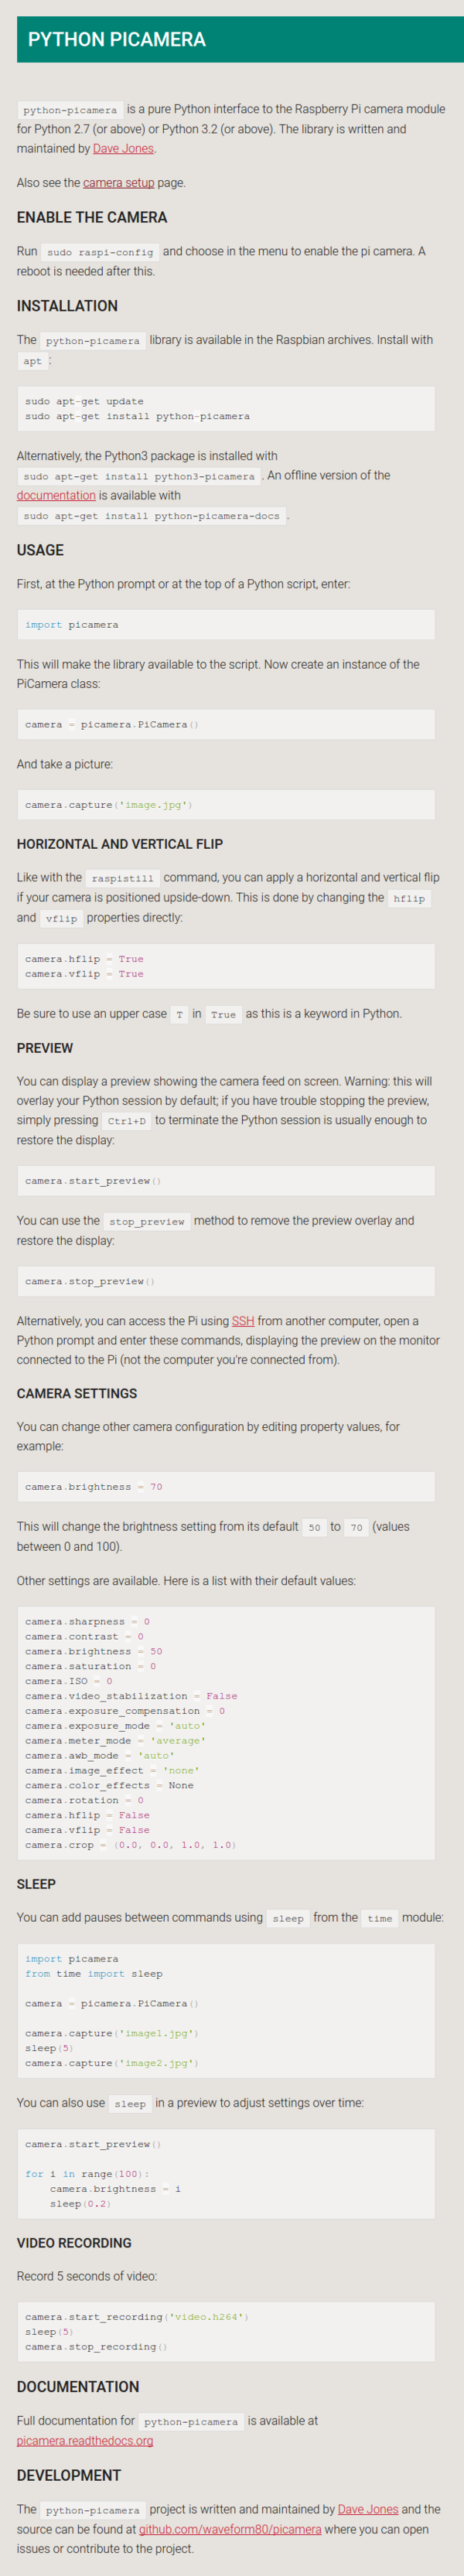 PYTHON PICAMERA
python-picamera is a pure Python interface to the Raspberry Pi camera module
for Python 2.7 (or above) or Python 3.2 (or above). The library is written and
maintained by Dave Jones.
Also see the camera setup page.
ENABLE THE CAMERA
Run sudo raspi-config and choose in the menu to enable the pi camera. A
reboot is needed after this.
INSTALLATION
The python-picamera library is available in the Raspbian archives. Install with
apt :
sudo apt-get update
sudo apt-get install python-picamera
Alternatively, the Python3 package is installed with
sudo apt-get install python3-picamera . An offline version of the
documentation is available with
sudo apt-get install python-picamera-docs .
USAGE
First, at the Python prompt or at the top of a Python script, enter:
import picamera
This will make the library available to the script. Now create an instance of the
PiCamera class:
camera = picamera.PiCamera()
And take a picture:
camera.capture('image.jpg')
HORIZONTAL AND VERTICAL FLIP
Like with the raspistill command, you can apply a horizontal and vertical flip
if your camera is positioned upside-down. This is done by changing the hflip
and vflip properties directly:
camera.hflip = True
camera.vflip = True
Be sure to use an upper case T in True as this is a keyword in Python.
PREVIEW
You can display a preview showing the camera feed on screen. Warning: this will
overlay your Python session by default; if you have trouble stopping the preview,
simply pressing Ctrl+D to terminate the Python session is usually enough to
restore the display:
camera.start_preview()
You can use the stop_preview method to remove the preview overlay and
restore the display:
camera.stop_preview()
Alternatively, you can access the Pi using SSH from another computer, open a
Python prompt and enter these commands, displaying the preview on the monitor
connected to the Pi (not the computer you're connected from).
CAMERA SETTINGS
You can change other camera configuration by editing property values, for
example:
camera.brightness = 70
This will change the brightness setting from its default 50 to 70 (values
between 0 and 100).
Other settings are available. Here is a list with their default values:
camera.sharpness = 0
camera.contrast = 0
camera.brightness = 50
camera.saturation = 0
camera.ISO = 0
camera.video_stabilization = False
camera.exposure_compensation = 0
camera.exposure_mode = 'auto'
camera.meter_mode = 'average'
camera.awb_mode = 'auto'
camera.image_effect = 'none'
camera.color_effects = None
camera.rotation = 0
camera.hflip = False
camera.vflip = False
camera.crop = (0.0, 0.0, 1.0, 1.0)
SLEEP
You can add pauses between commands using sleep from the time module:
import picamera
from time import sleep
camera = picamera.PiCamera()
camera.capture('image1.jpg')
sleep(5)
camera.capture('image2.jpg')
You can also use sleep in a preview to adjust settings over time:
camera.start_preview()
for i in range(100):
    camera.brightness = i
    sleep(0.2)
VIDEO RECORDING
Record 5 seconds of video:
camera.start_recording('video.h264')
sleep(5)
camera.stop_recording()
DOCUMENTATION
Full documentation for python-picamera is available at
picamera.readthedocs.org
DEVELOPMENT
The python-picamera project is written and maintained by Dave Jones and the
source can be found at github.com/waveform80/picamera where you can open
issues or contribute to the project.